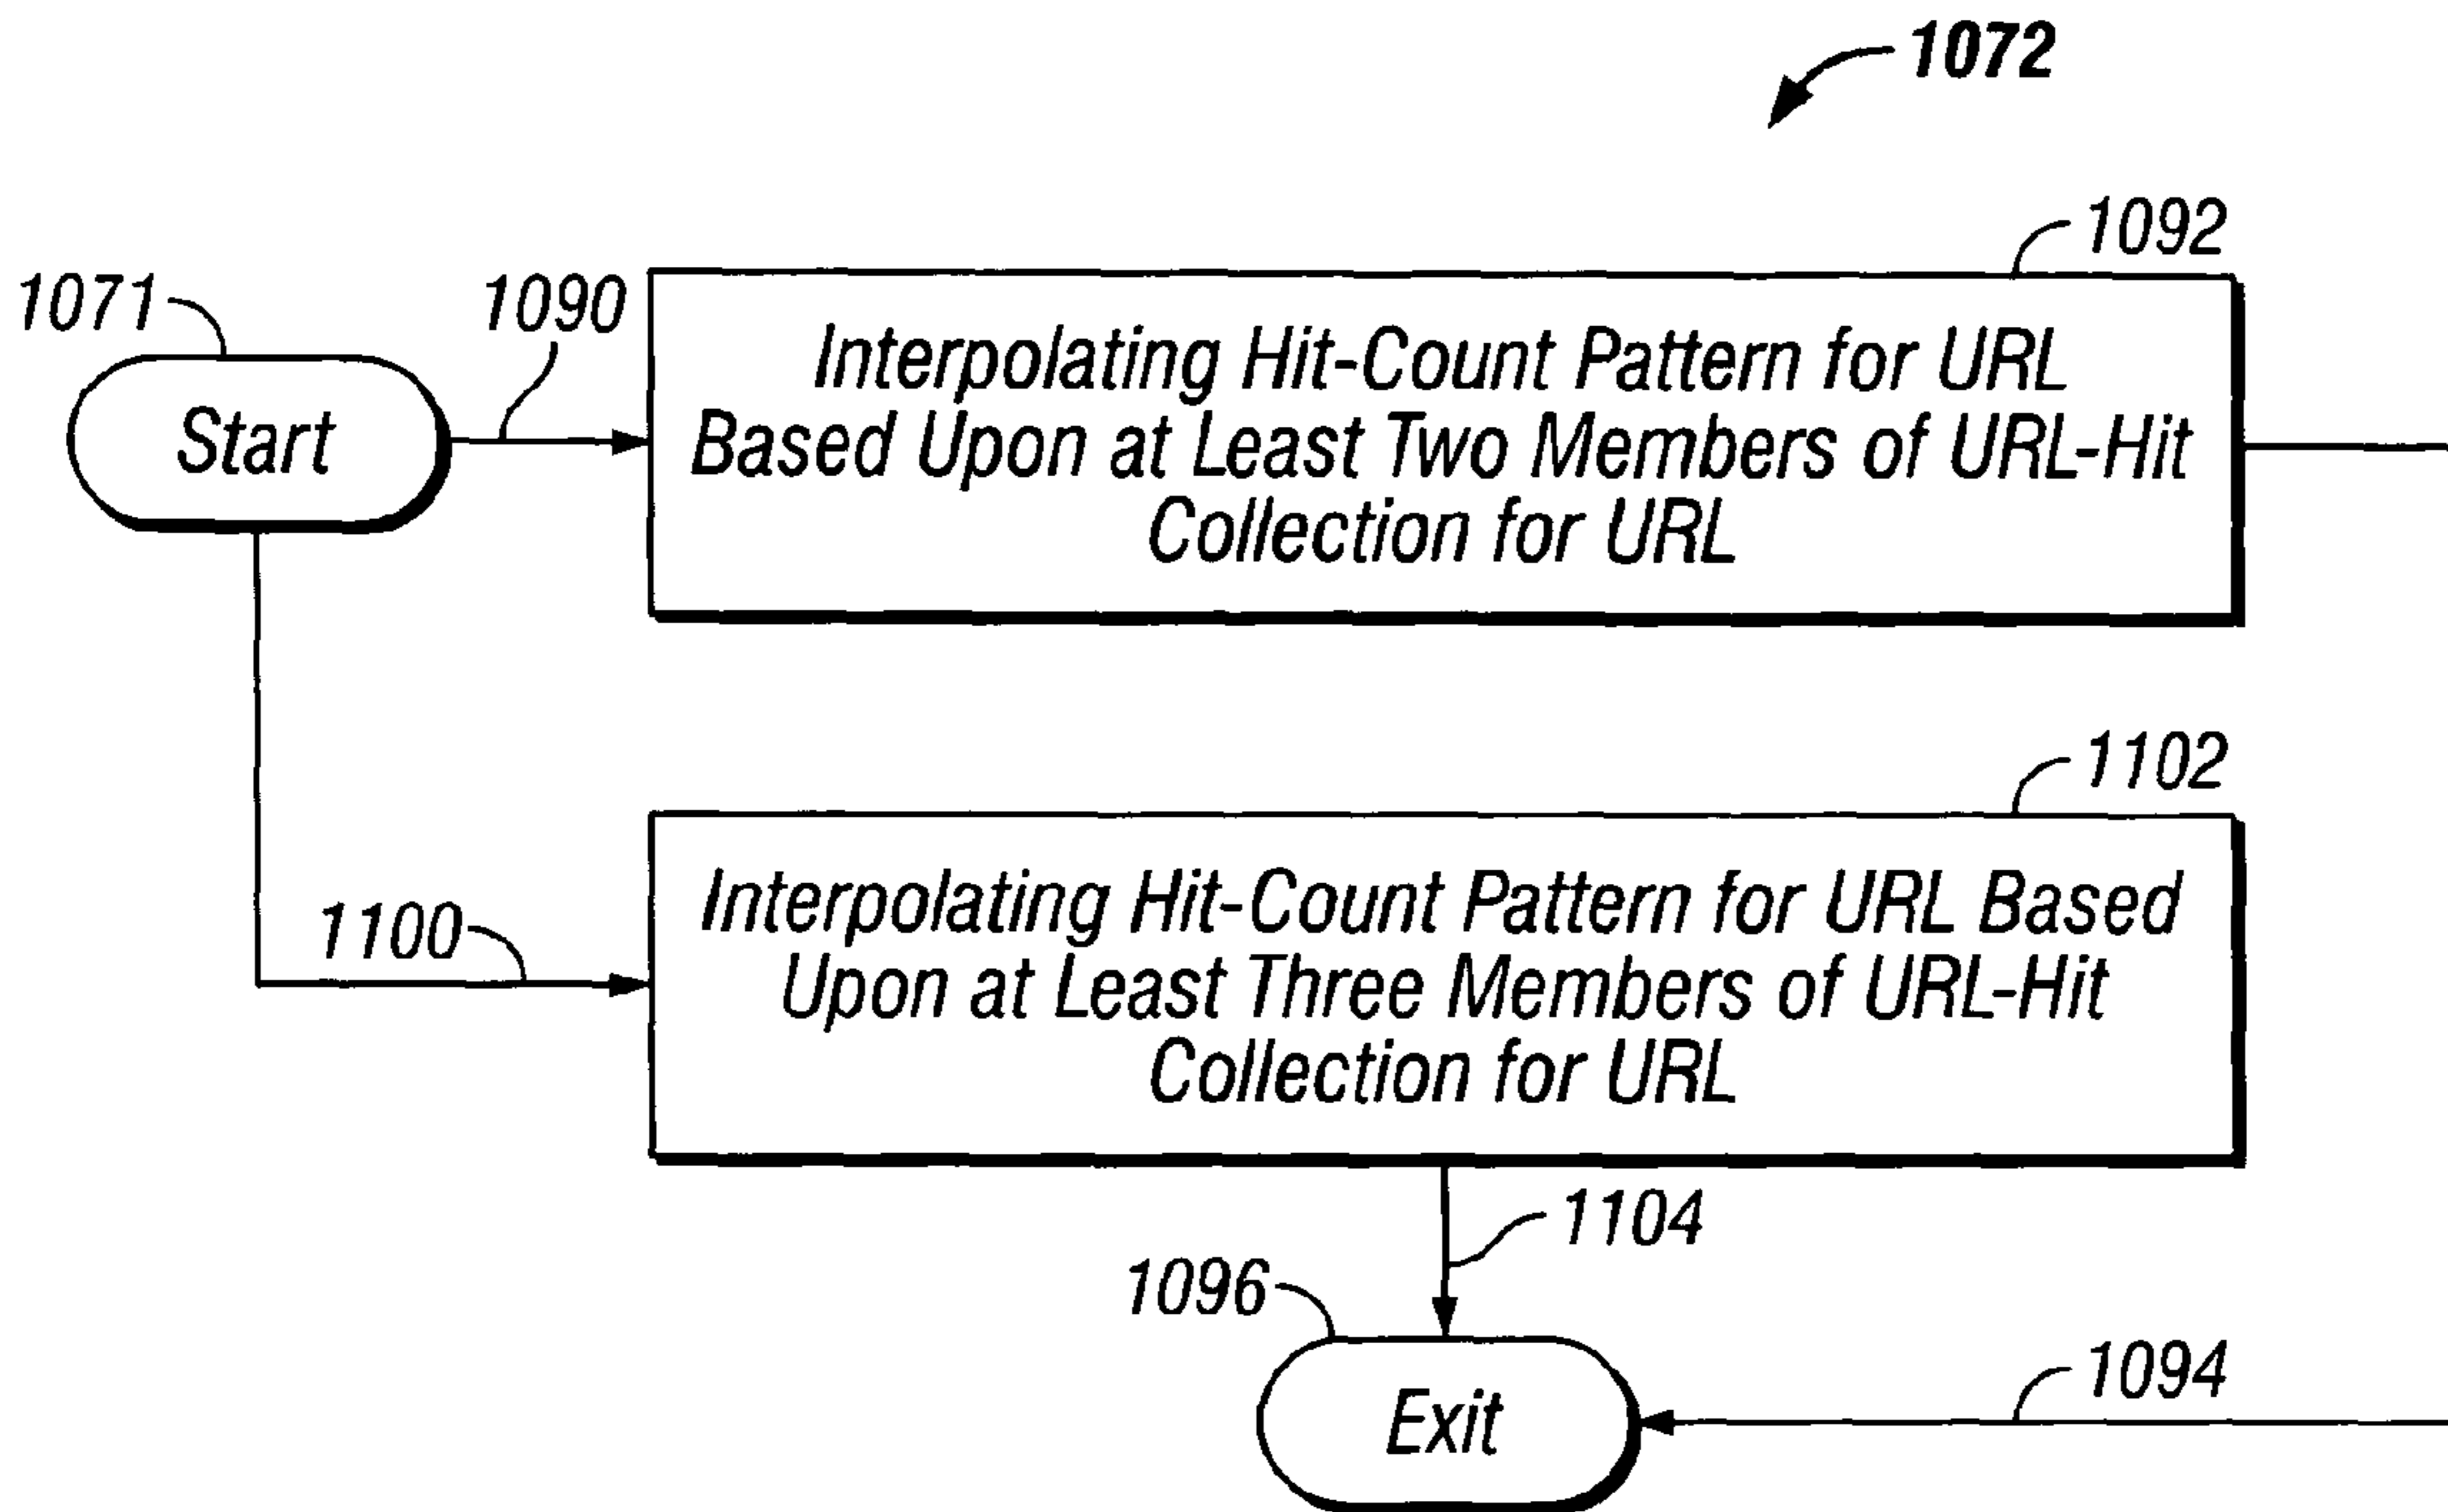 1072
1092
1071
1090
Interpolating Hit-Count Pattern for URL
Based Upon at Least Two Members of URL-Hit
Collection for URL
Start
1102
Interpolating Hit-Count Pattern for URL Based
Upon at Least Three Members of URL-Hit
Collection for URL
1100
1104
1096
1094
Exit